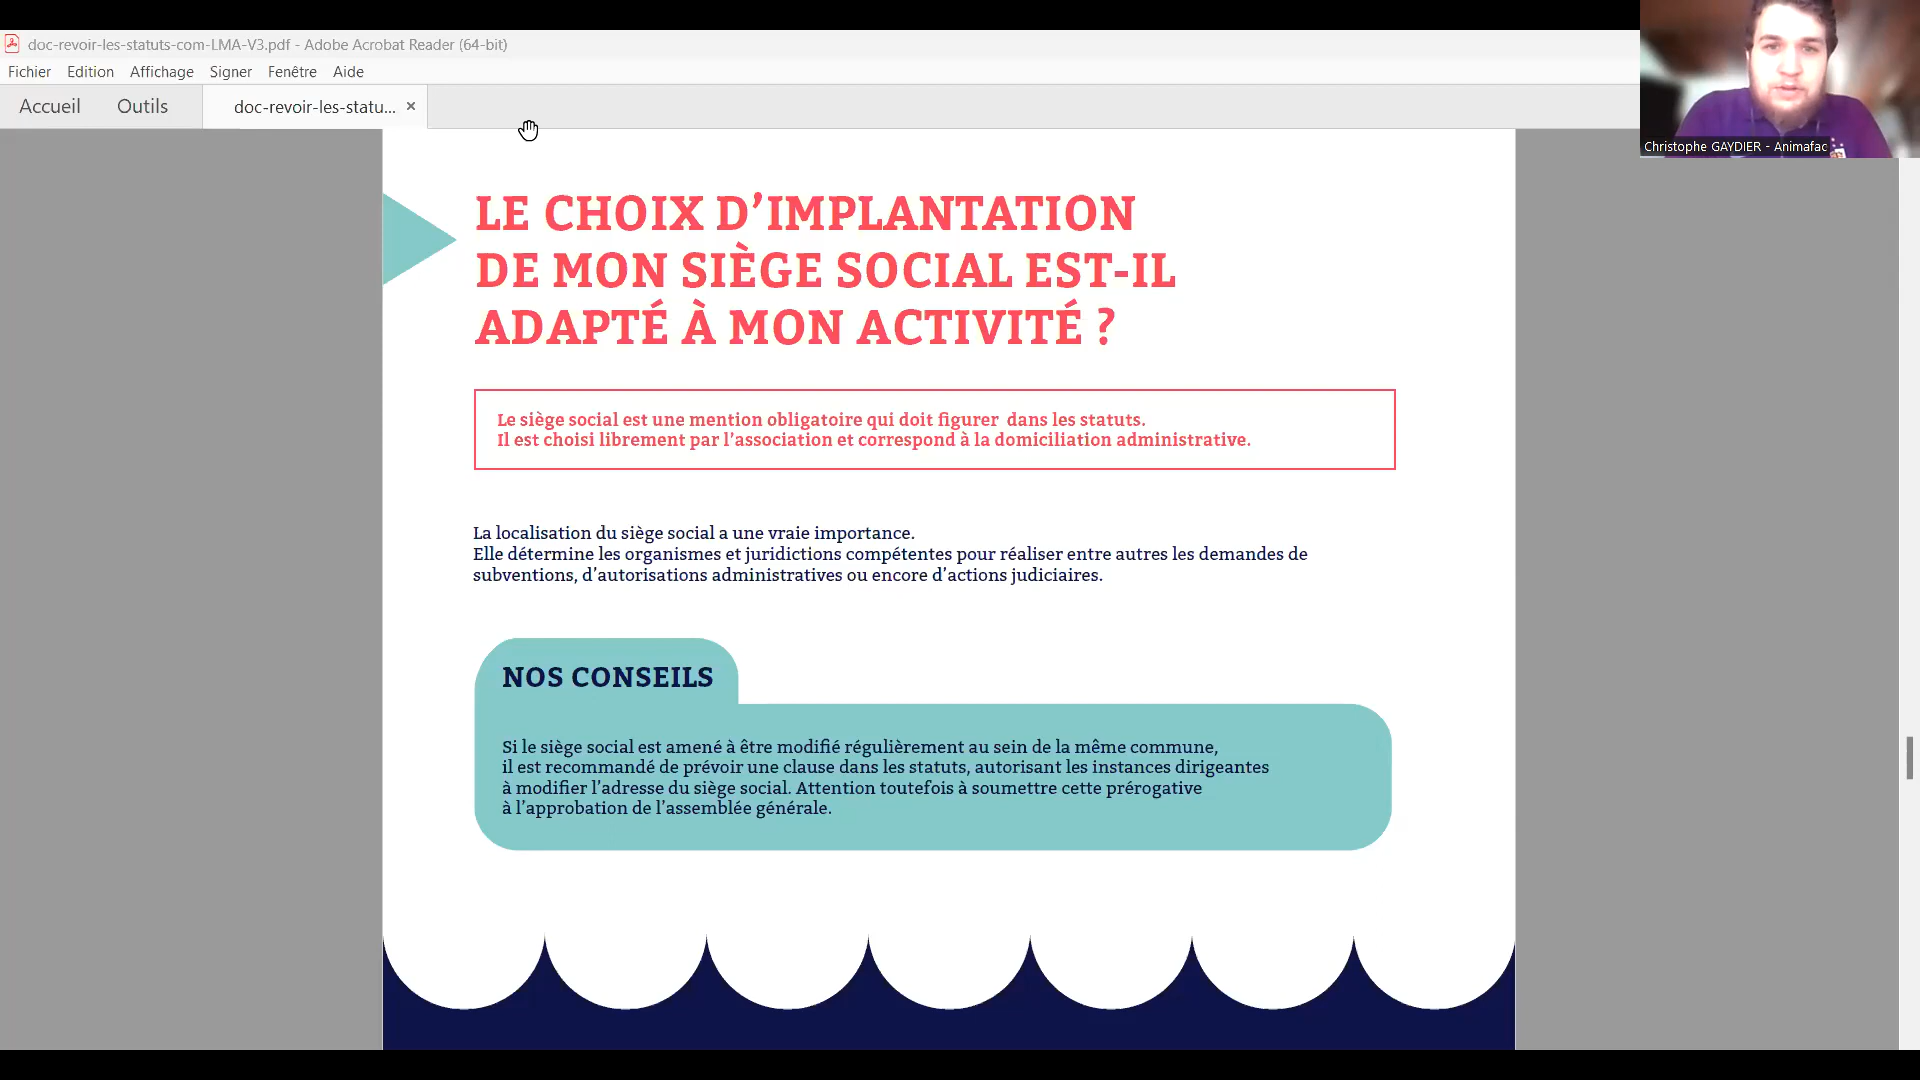 doc-revoir-les-statuts-com-LMA-V3.pdf - Adobe Acrobat Reader (64-bit)
Fichier Edition Affichage Signer Fenêtre Aide
Accueil Outils doc-revoir-les-statu... ×
Christophe GAYDIER - Animafac
LE CHOIX D’IMPLANTATION
DE MON SIÈGE SOCIAL EST-IL
ADAPTÉ À MON ACTIVITÉ ?
Le siège social est une mention obligatoire qui doit figurer dans les statuts.
Il est choisi librement par l’association et correspond à la domiciliation administrative.
La localisation du siège social a une vraie importance.
Elle détermine les organismes et juridictions compétentes pour réaliser entre autres les demandes de
subventions, d’autorisations administratives ou encore d’actions judiciaires.
NOS CONSEILS
Si le siège social est amené à être modifié régulièrement au sein de la même commune,
il est recommandé de prévoir une clause dans les statuts, autorisant les instances dirigeantes
à modifier l’adresse du siège social. Attention toutefois à soumettre cette prérogative
à l’approbation de l’assemblée générale.